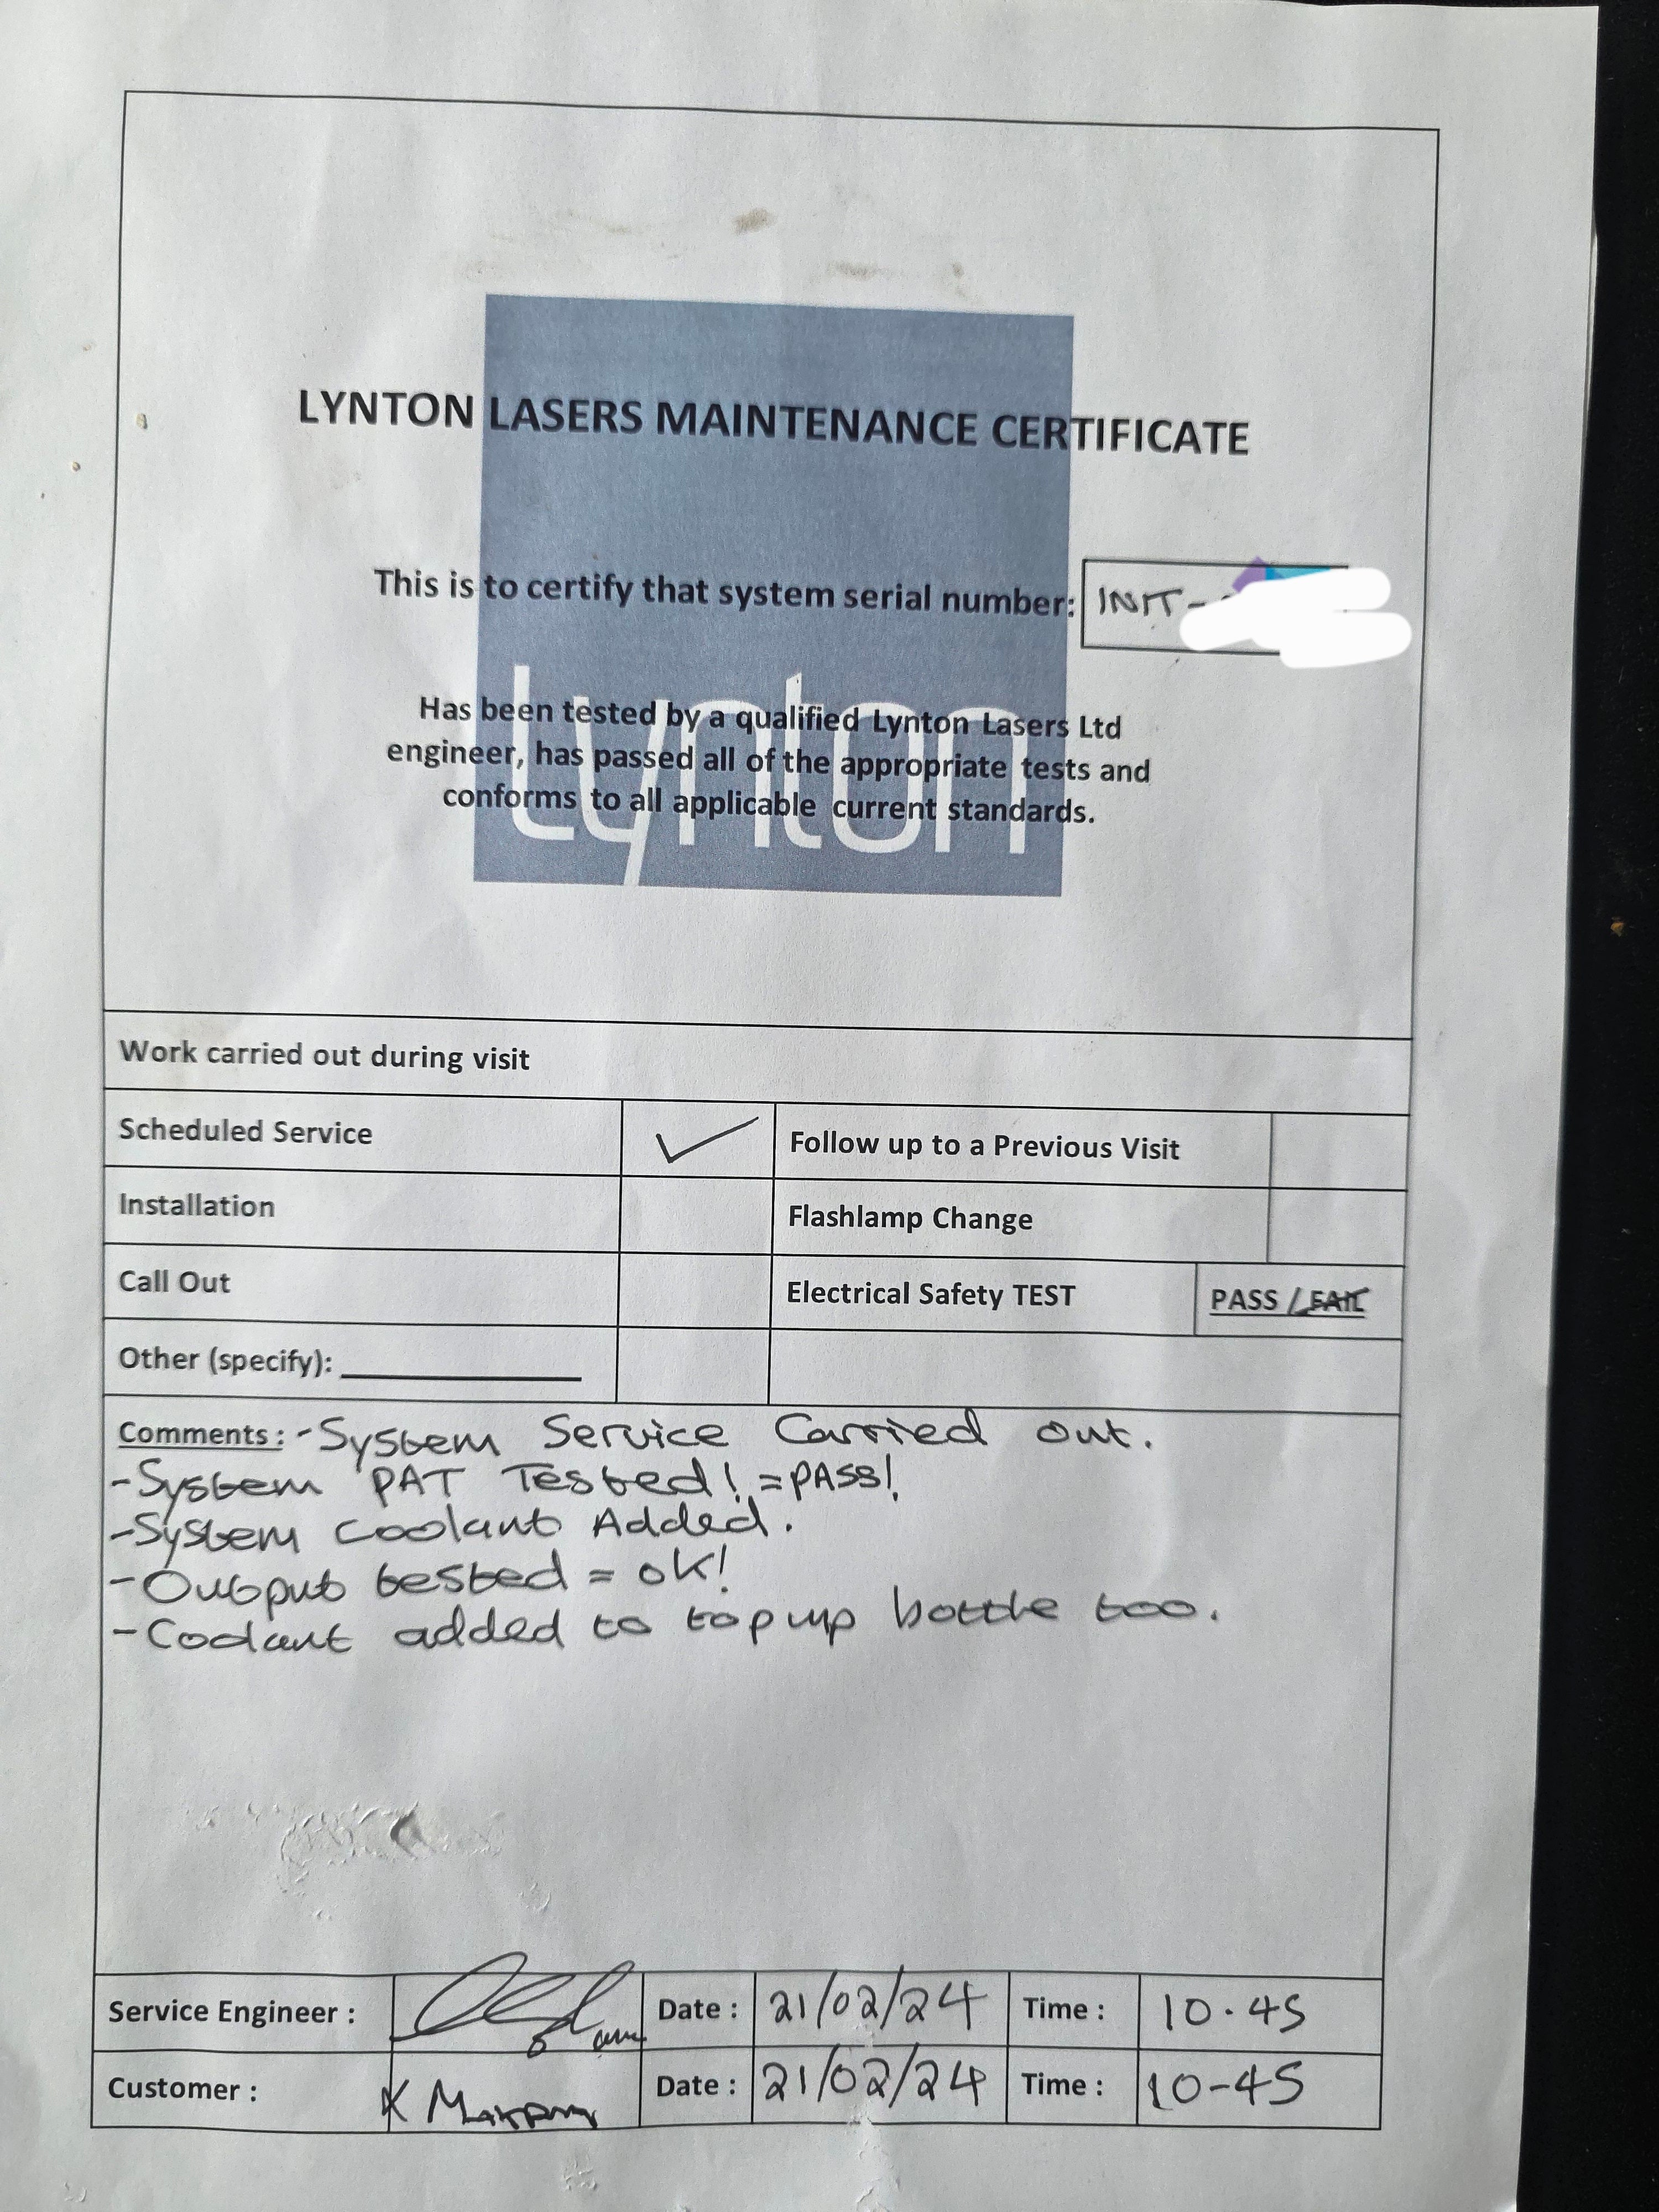 LYNTON LASERS MAINTENANCE CERTIFICATE
This is to certify that system serial number: INIT-
lynton
Has been tested by a qualified Lynton Lasers Ltd
engineer, has passed all of the appropriate tests and
conforms to all applicable current standards.
Work carried out during visit
Scheduled Service ✓ Follow up to a Previous Visit
Installation Flashlamp Change
Call Out Electrical Safety TEST PASS / FAIL
Other (specify):
Comments : - System Service Carried out.
- System PAT Tested! = PASS!
- System Coolant Added.
- Output tested = OK!
- Coolant added to top up bottle too.
Service Engineer : Date : 21/02/24 Time : 10.45
Customer : K Date : 21/02/24 Time : 10-45